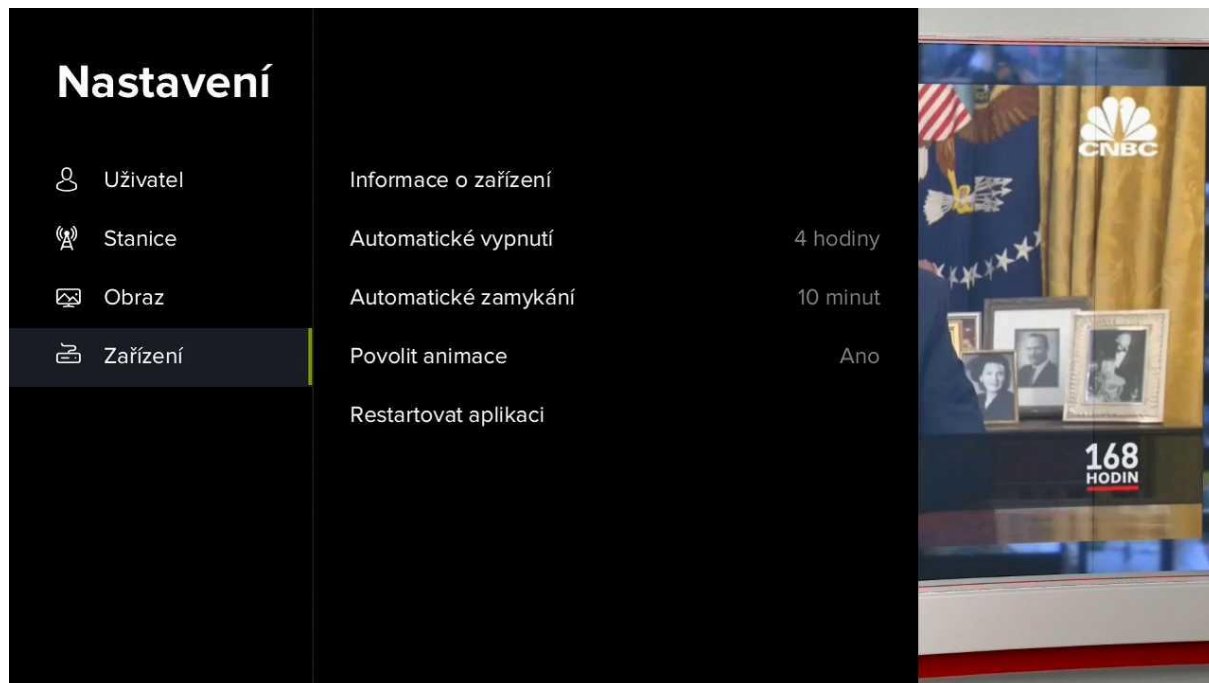 Nastavení
Uživatel
Stanice
Obraz
Zařízení
Informace o zařízení
Automatické vypnutí 4 hodiny
Automatické zamykání 10 minut
Povolit animace Ano
Restartovat aplikaci
CNBC
168
HODIN